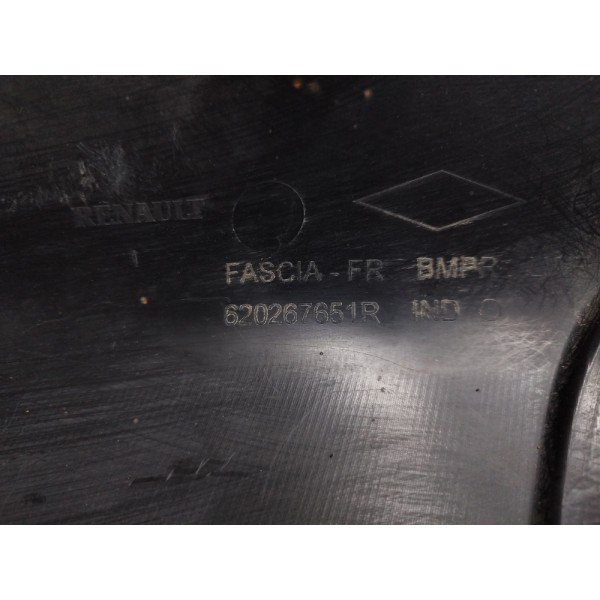 RENAULT
FASCIA - FR BMPR
620267651R IND